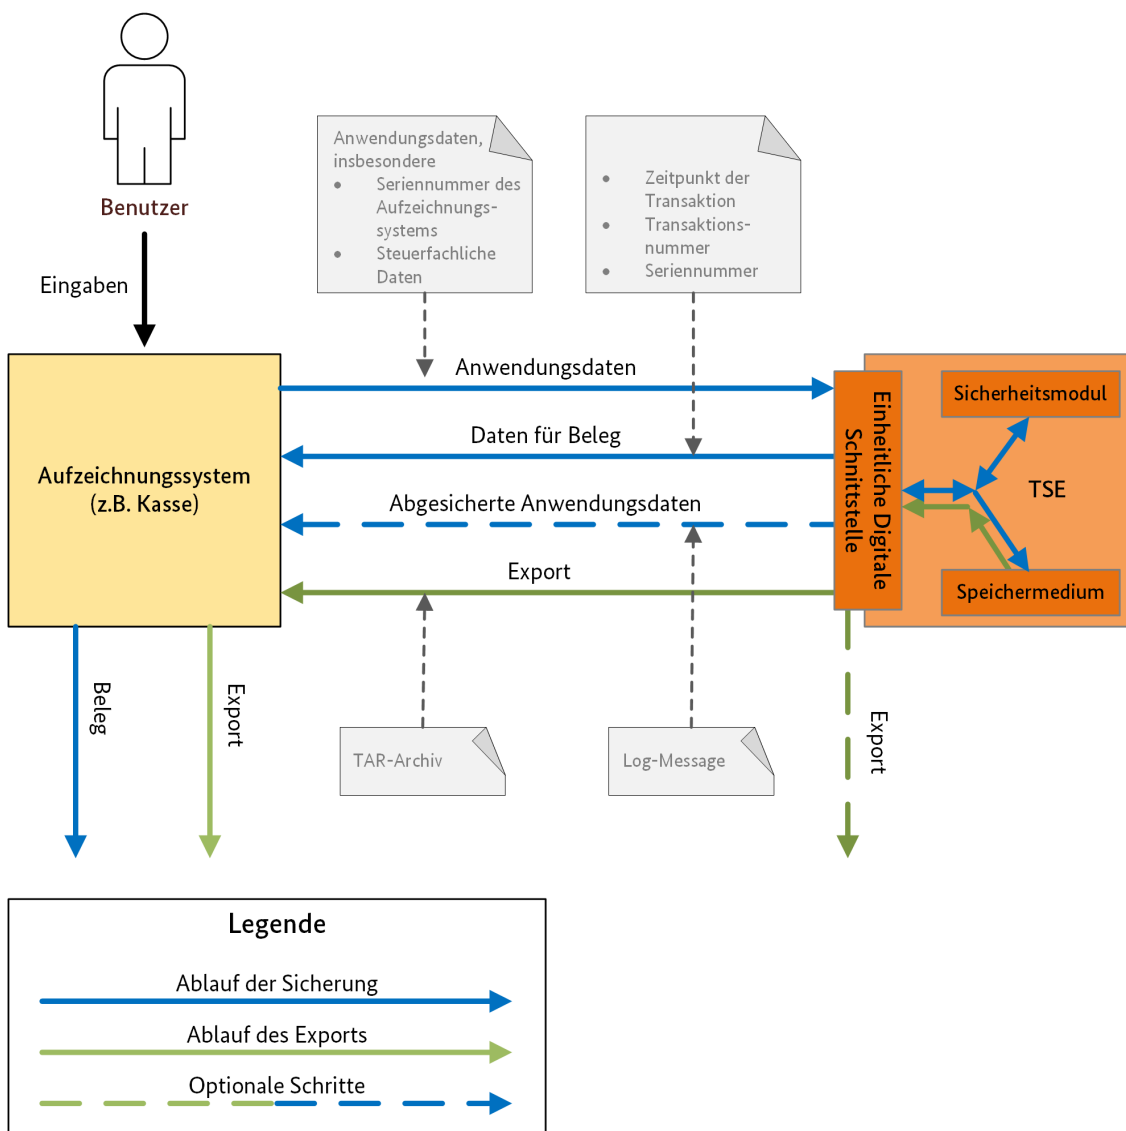 Benutzer
Eingaben
Anwendungsdaten,
insbesondere
• Seriennummer des
Aufzeichnungs-
systems
• Steuerfachliche
Daten
• Zeitpunkt der
Transaktion
• Transaktions-
nummer
• Seriennummer
Aufzeichnungssystem
(z.B. Kasse)
Anwendungsdaten
Daten für Beleg
Abgesicherte Anwendungsdaten
Export
Einheitliche Digitale
Schnittstelle
Sicherheitsmodul
TSE
Speichermedium
Beleg
Export
TAR-Archiv
Log-Message
Export
Legende
Ablauf der Sicherung
Ablauf des Exports
Optionale Schritte